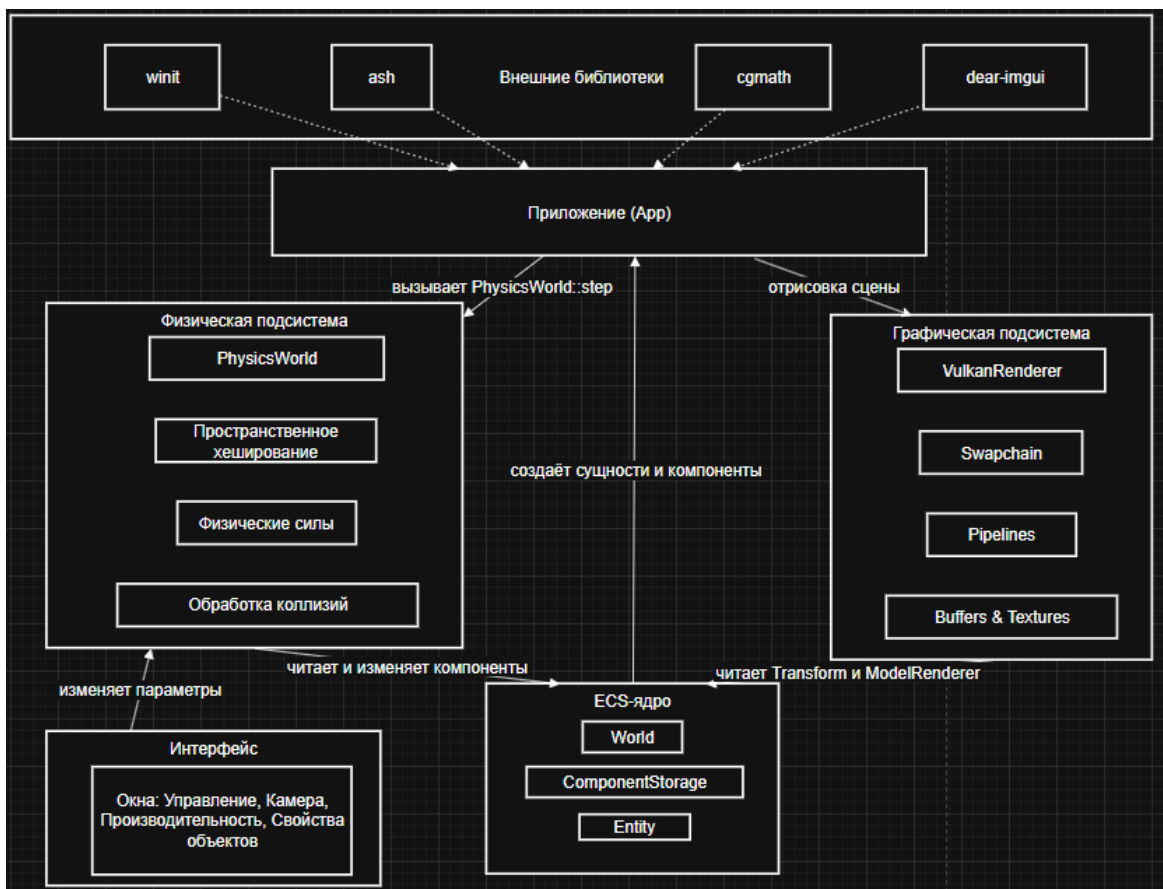 winit
ash
Внешние библиотеки
cgmath
dear-imgui
Приложение (App)
вызывает PhysicsWorld::step
отрисовка сцены
Физическая подсистема
PhysicsWorld
Пространственное
хеширование
Физические силы
Обработка коллизий
создаёт сущности и компоненты
Графическая подсистема
VulkanRenderer
Swapchain
Pipelines
Buffers & Textures
читает и изменяет компоненты
читает Transform и ModelRenderer
изменяет параметры
Интерфейс
Окна: Управление, Камера,
Производительность, Свойства
объектов
ECS-ядро
World
ComponentStorage
Entity